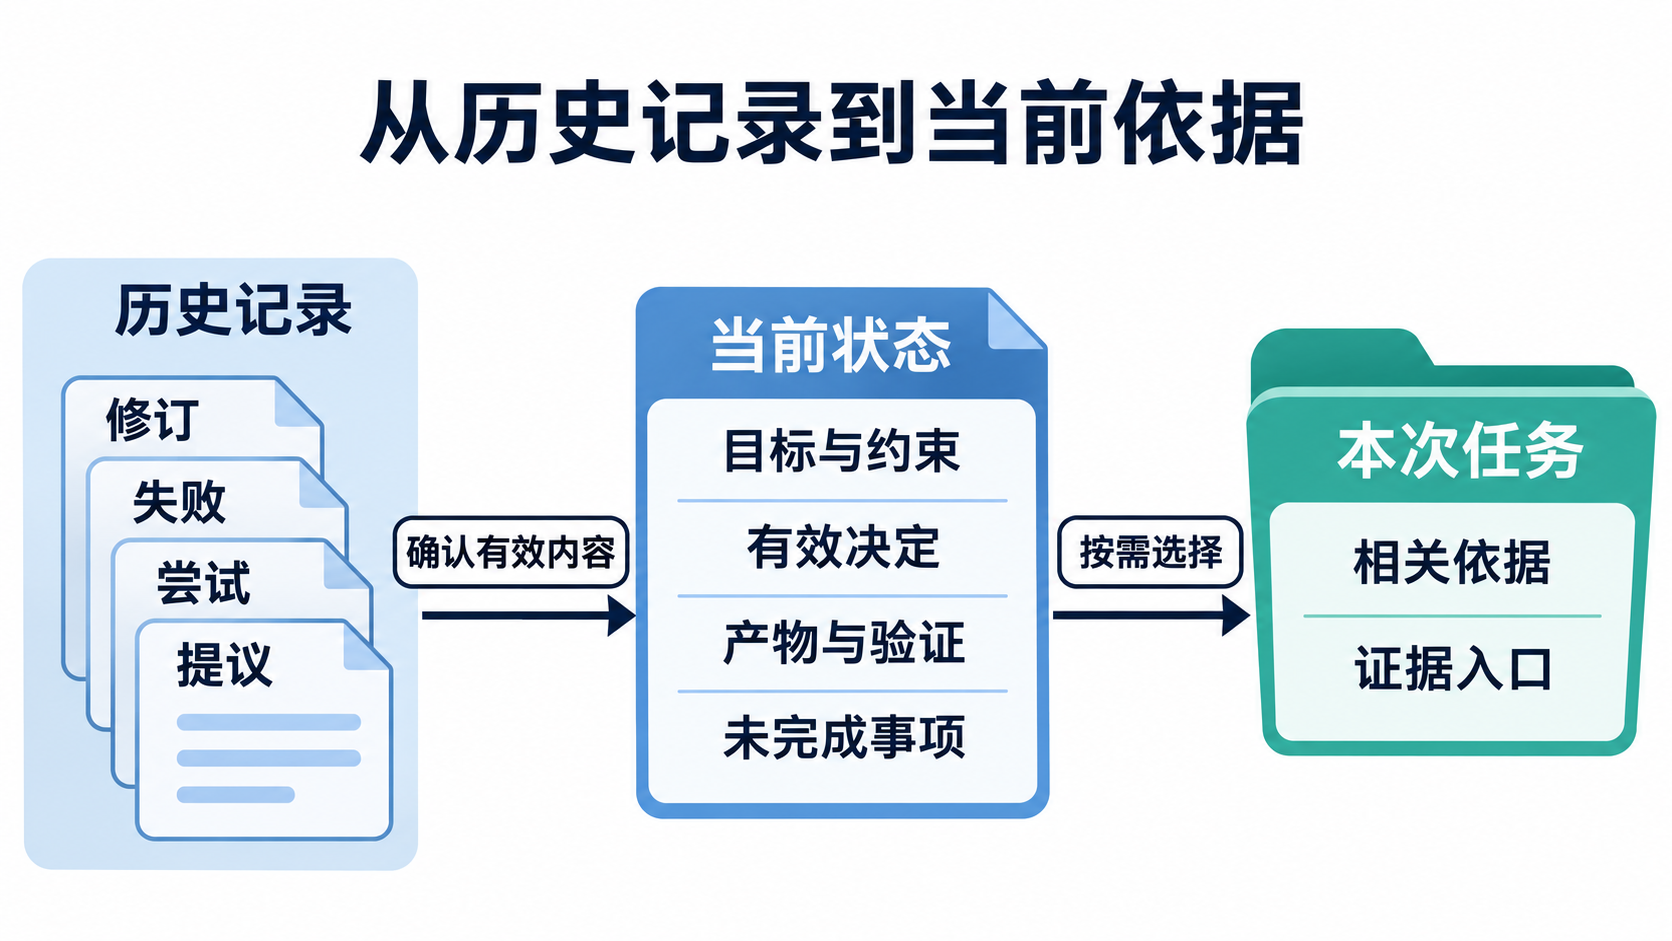 从历史记录到当前依据
历史记录
修订
失败
尝试
提议
确认有效内容
当前状态
目标与约束
有效决定
产物与验证
未完成事项
按需选择
本次任务
相关依据
证据入口